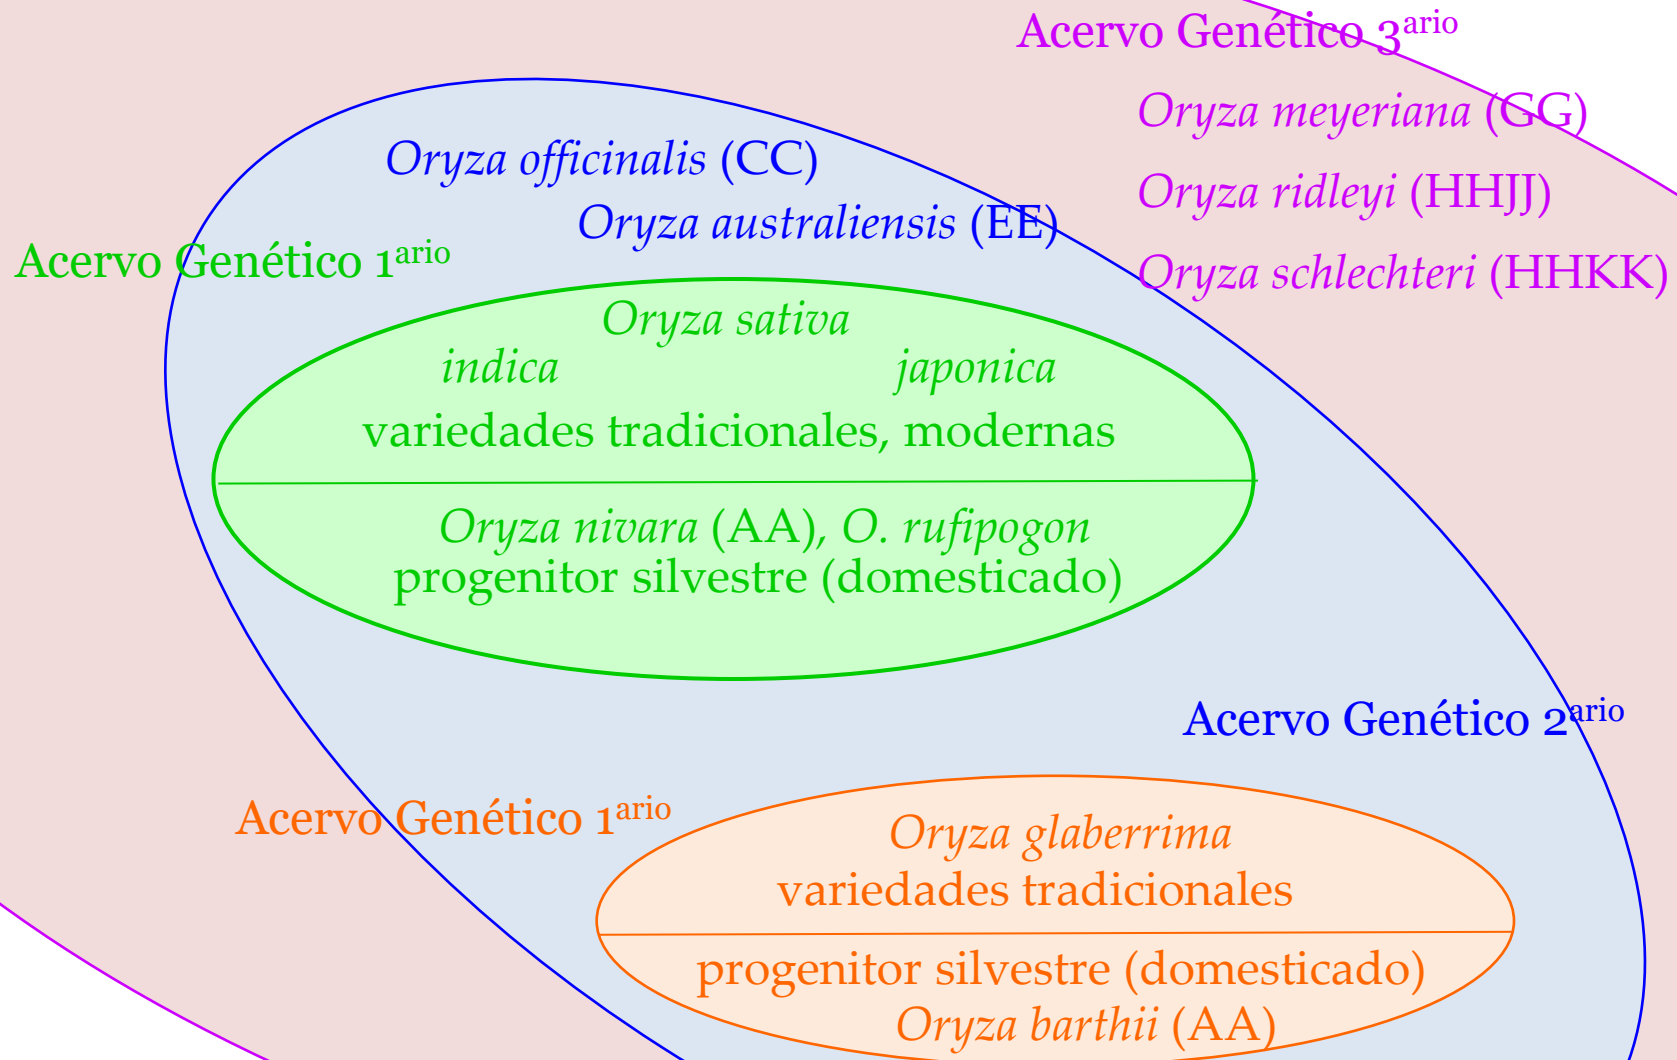 Acervo Genético 3ario
Oryza meyeriana (GG)
Oryza ridleyi (HHJJ)
Oryza schlechteri (HHKK)
Oryza officinalis (CC)
Oryza australiensis (EE)
Acervo Genético 1ario
Oryza sativa
indica japonica
variedades tradicionales, modernas
Oryza nivara (AA), O. rufipogon
progenitor silvestre (domesticado)
Acervo Genético 2ario
Acervo Genético 1ario
Oryza glaberrima
variedades tradicionales
progenitor silvestre (domesticado)
Oryza barthii (AA)